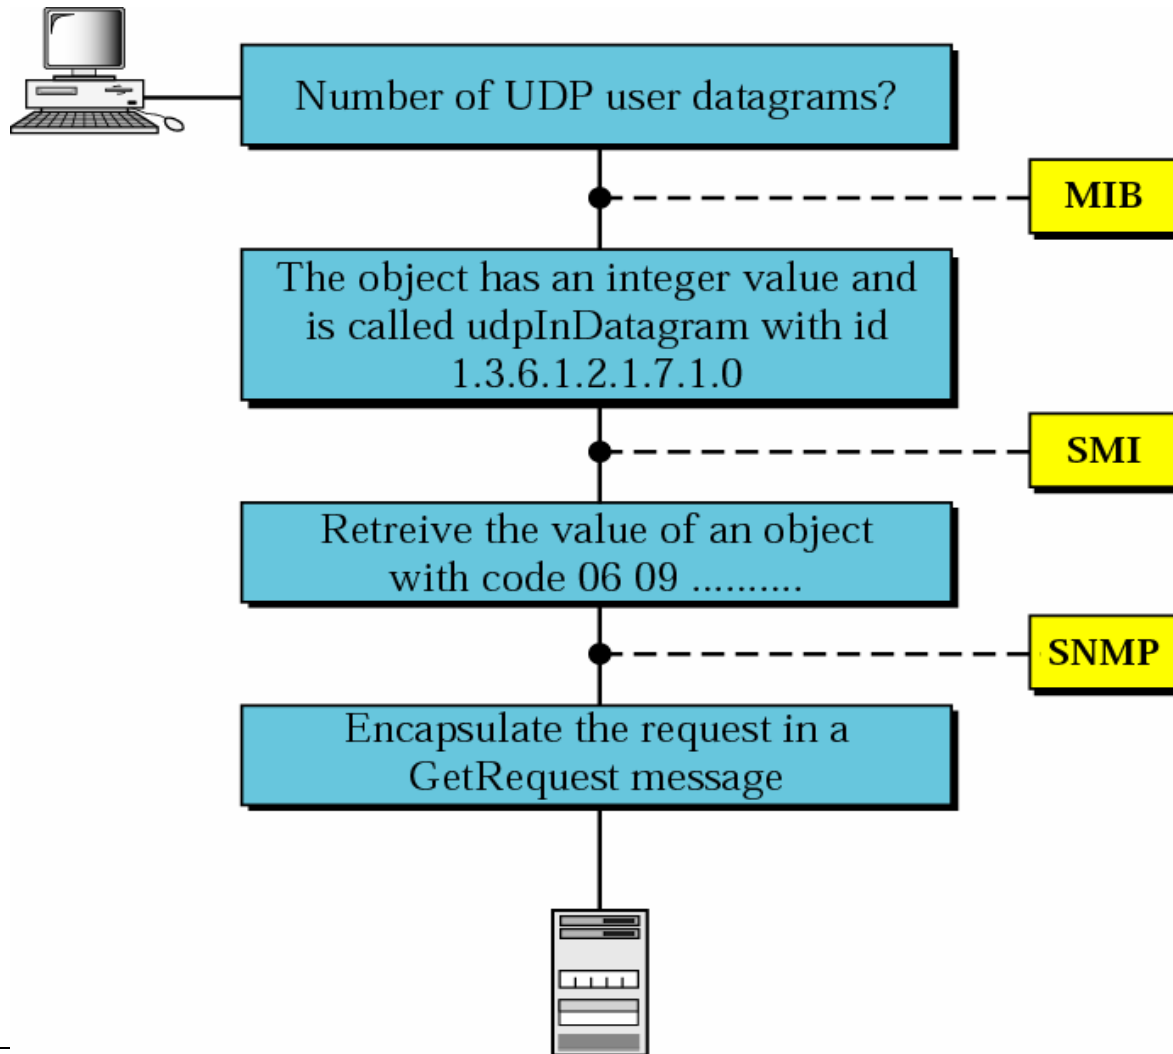 Number of UDP user datagrams?
MIB
The object has an integer value and
is called udpInDatagram with id
1.3.6.1.2.1.7.1.0
SMI
Retreive the value of an object
with code 06 09 ..........
SNMP
Encapsulate the request in a
GetRequest message